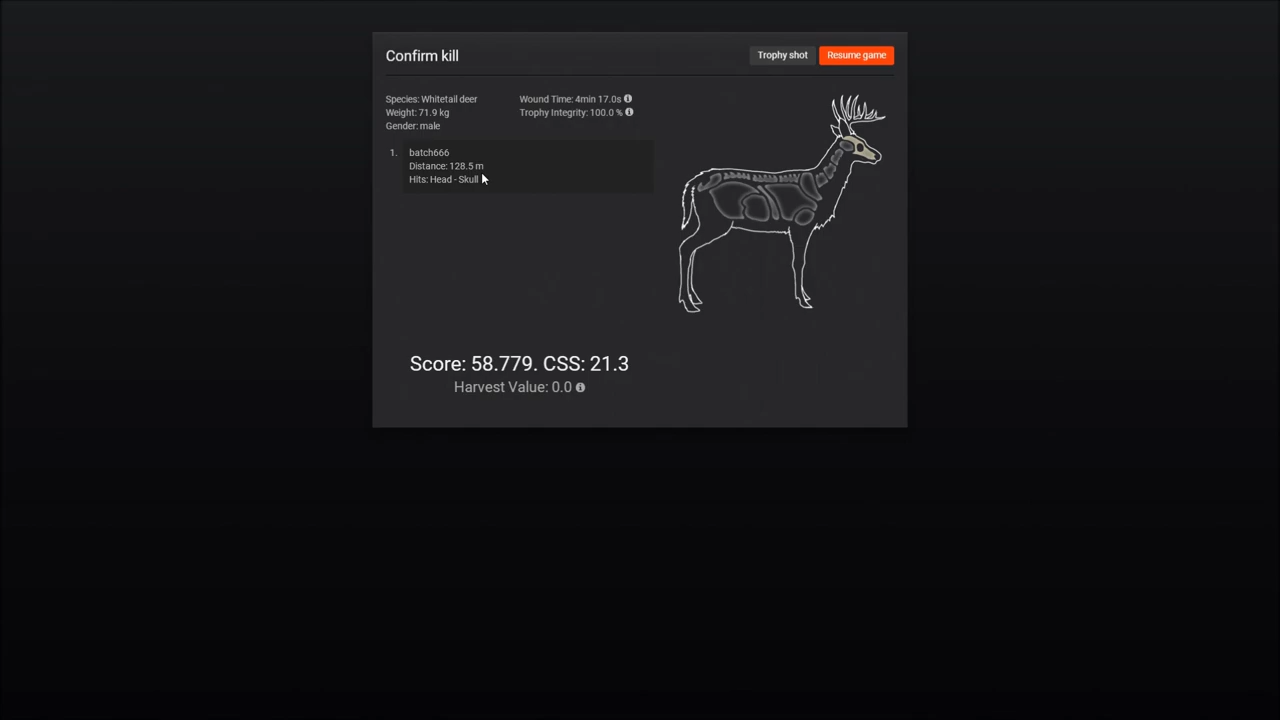 Confirm kill
Trophy shot
Resume game
Species: Whitetail deer
Weight: 71.9 kg
Gender: male
Wound Time: 4min 17.0s
Trophy Integrity: 100.0 %
1.
batch666
Distance: 128.5 m
Hits: Head - Skull
Score: 58.779. CSS: 21.3
Harvest Value: 0.0